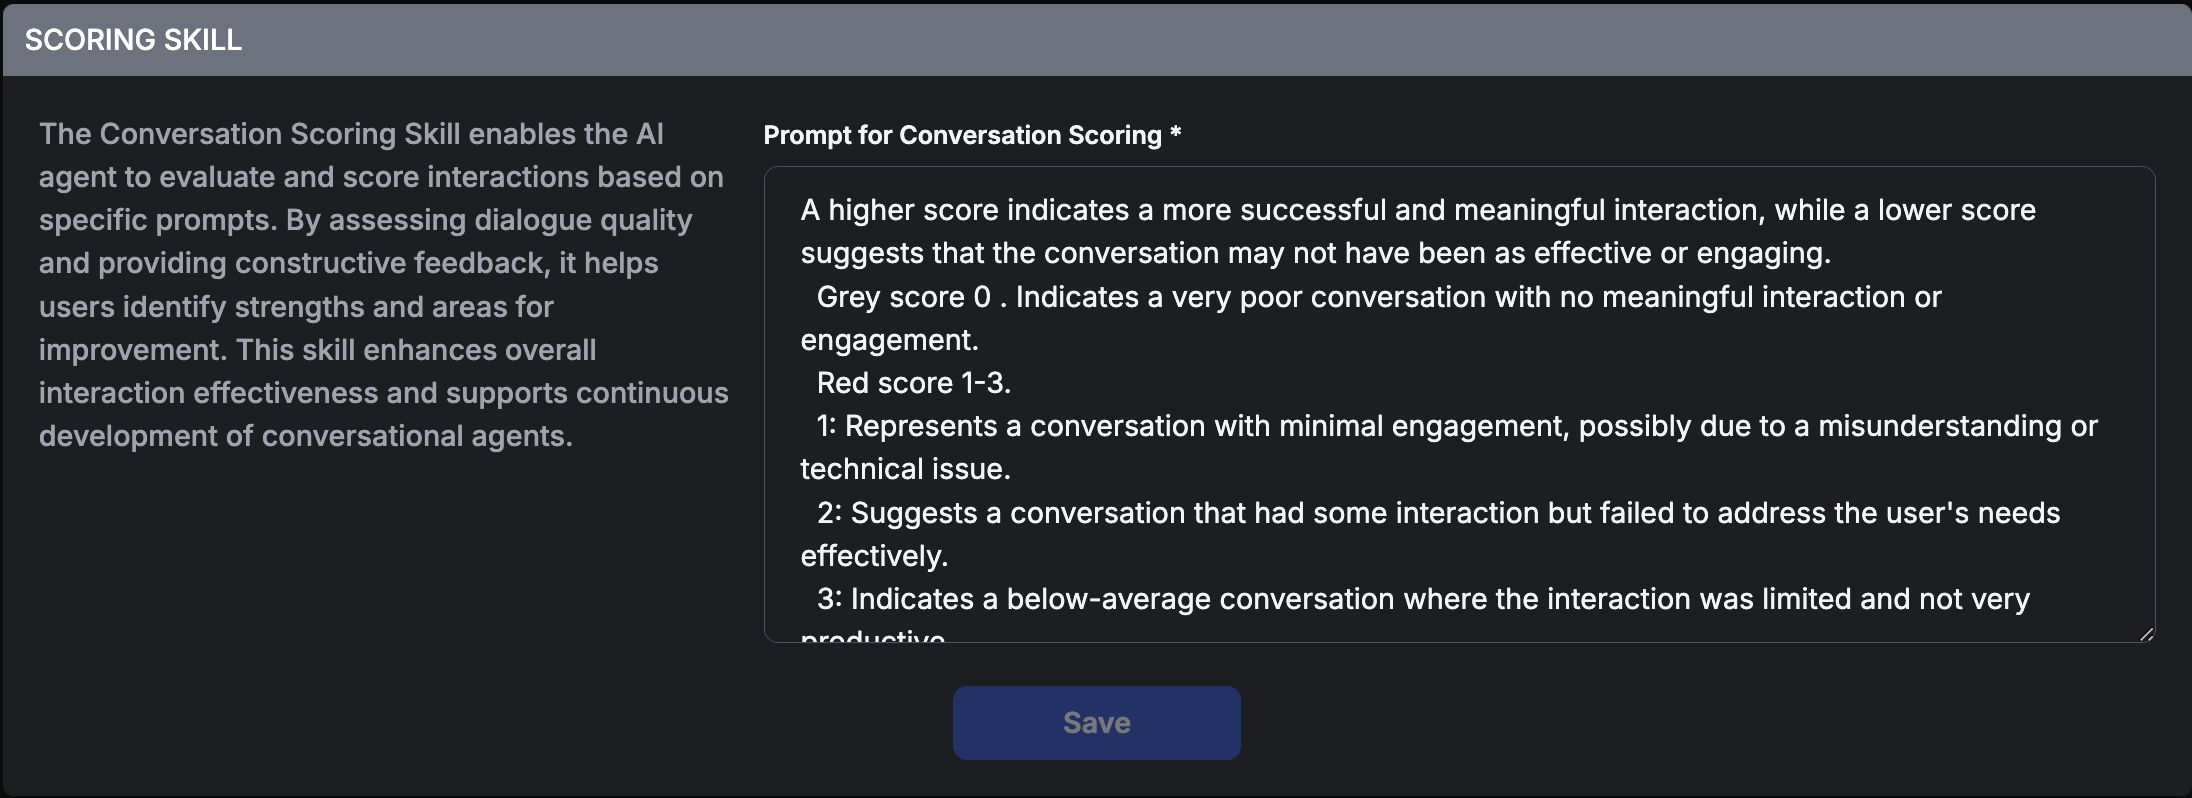 SCORING SKILL
The Conversation Scoring Skill enables the AI
agent to evaluate and score interactions based on
specific prompts. By assessing dialogue quality
and providing constructive feedback, it helps
users identify strengths and areas for
improvement. This skill enhances overall
interaction effectiveness and supports continuous
development of conversational agents.
Prompt for Conversation Scoring *
A higher score indicates a more successful and meaningful interaction, while a lower score
suggests that the conversation may not have been as effective or engaging.
Grey score 0 . Indicates a very poor conversation with no meaningful interaction or
engagement.
Red score 1-3.
1: Represents a conversation with minimal engagement, possibly due to a misunderstanding or
technical issue.
2: Suggests a conversation that had some interaction but failed to address the user's needs
effectively.
3: Indicates a below-average conversation where the interaction was limited and not very
productive
Save